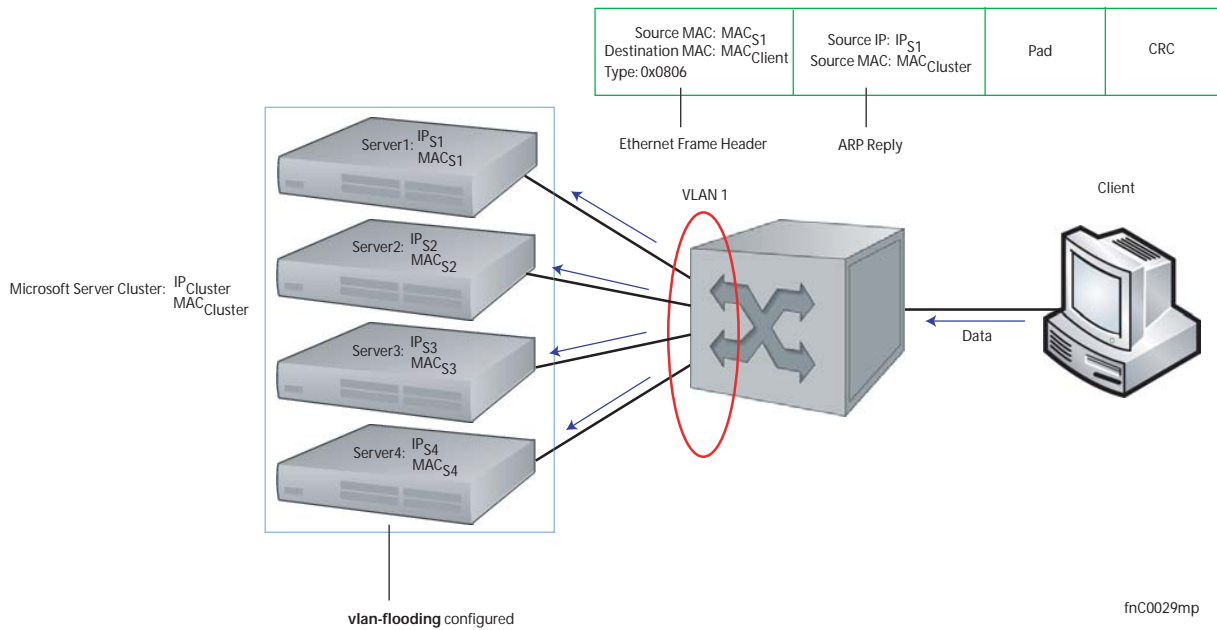 Source MAC: MACS1
Destination MAC: MACClient
Type: 0x0806
Source IP: IPS1
Source MAC: MACCluster
Pad
CRC
Ethernet Frame Header
ARP Reply
Server1: IPS1
MACS1
VLAN 1
Client
Server2: IPS2
MACS2
Microsoft Server Cluster: IPCluster
MACCluster
Server3: IPS3
MACS3
Data
Server4: IPS4
MACS4
vlan-flooding configured
fnC0029mp